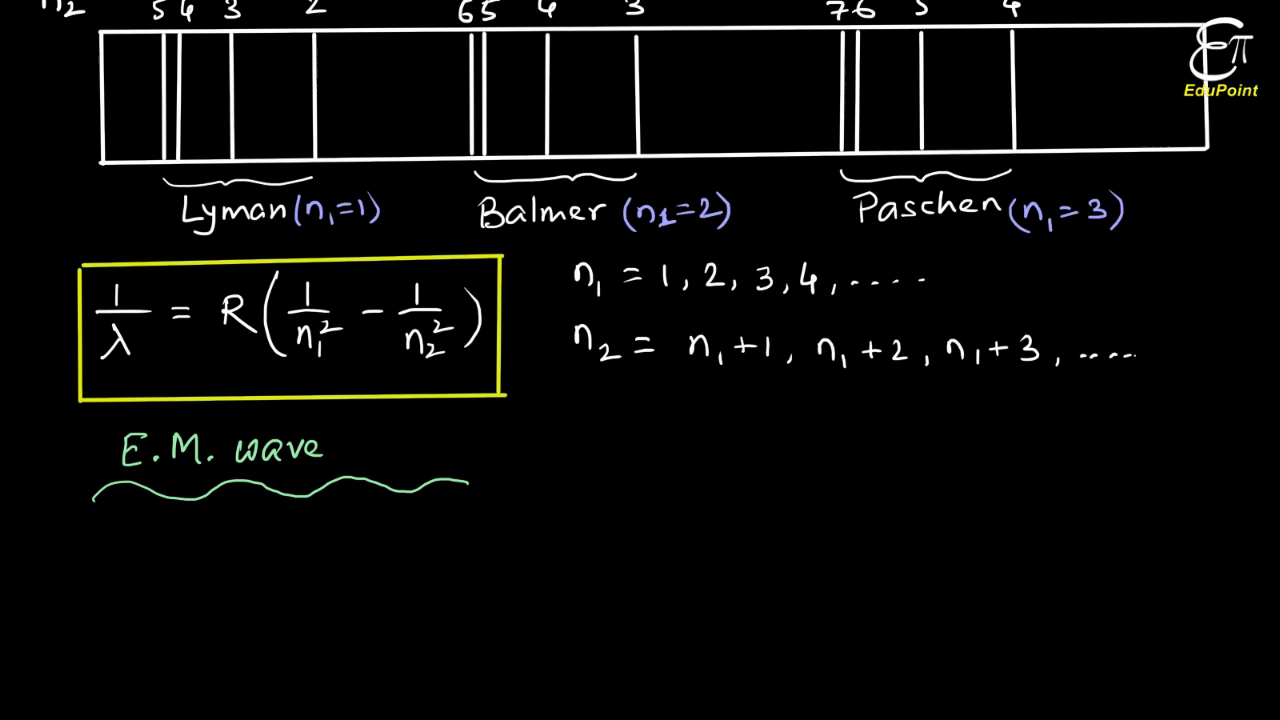 n₂ 5 4 3 2 6 5 4 3 7 6 5 4
Eπ
EduPoint
Lyman (n₁=1) Balmer (n₁=2) Paschen (n₁=3)
1/λ = R(1/n₁² − 1/n₂²)
n₁ = 1, 2, 3, 4, ....
n₂ = n₁+1, n₁+2, n₁+3, .....
E.M. wave